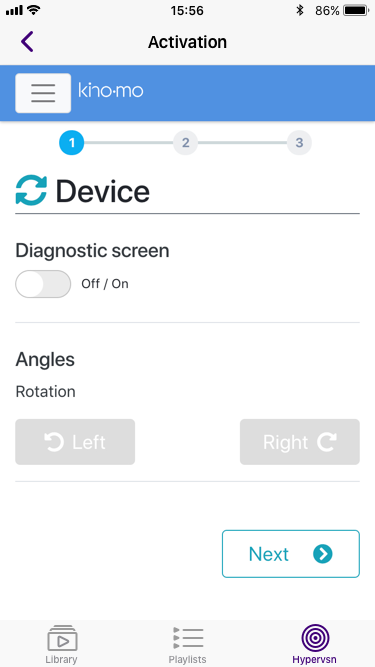 15:56
86%
Activation
kino·mo
1 2 3
Device
Diagnostic screen
Off / On
Angles
Rotation
Left Right
Next
Library Playlists Hypervsn